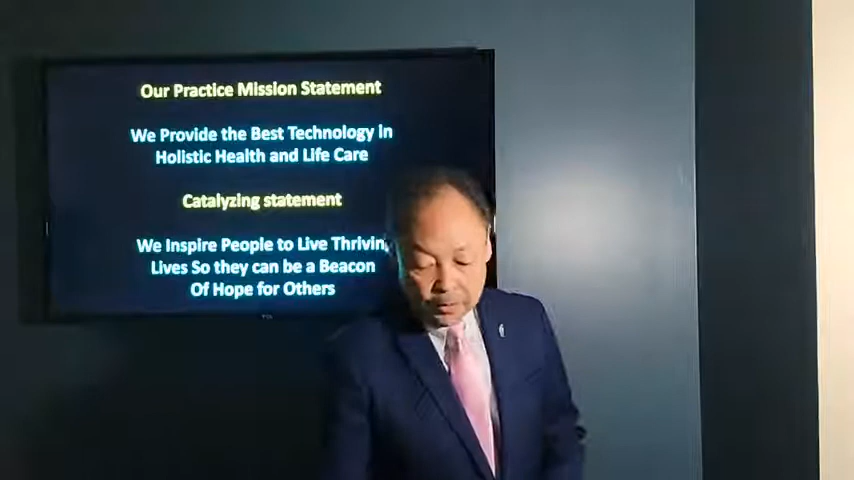 Our Practice Mission Statement
We Provide the Best Technology in
Holistic Health and Life Care
Catalyzing statement
We Inspire People to Live Thrivin
Lives So they can be a Beacon
Of Hope for Others